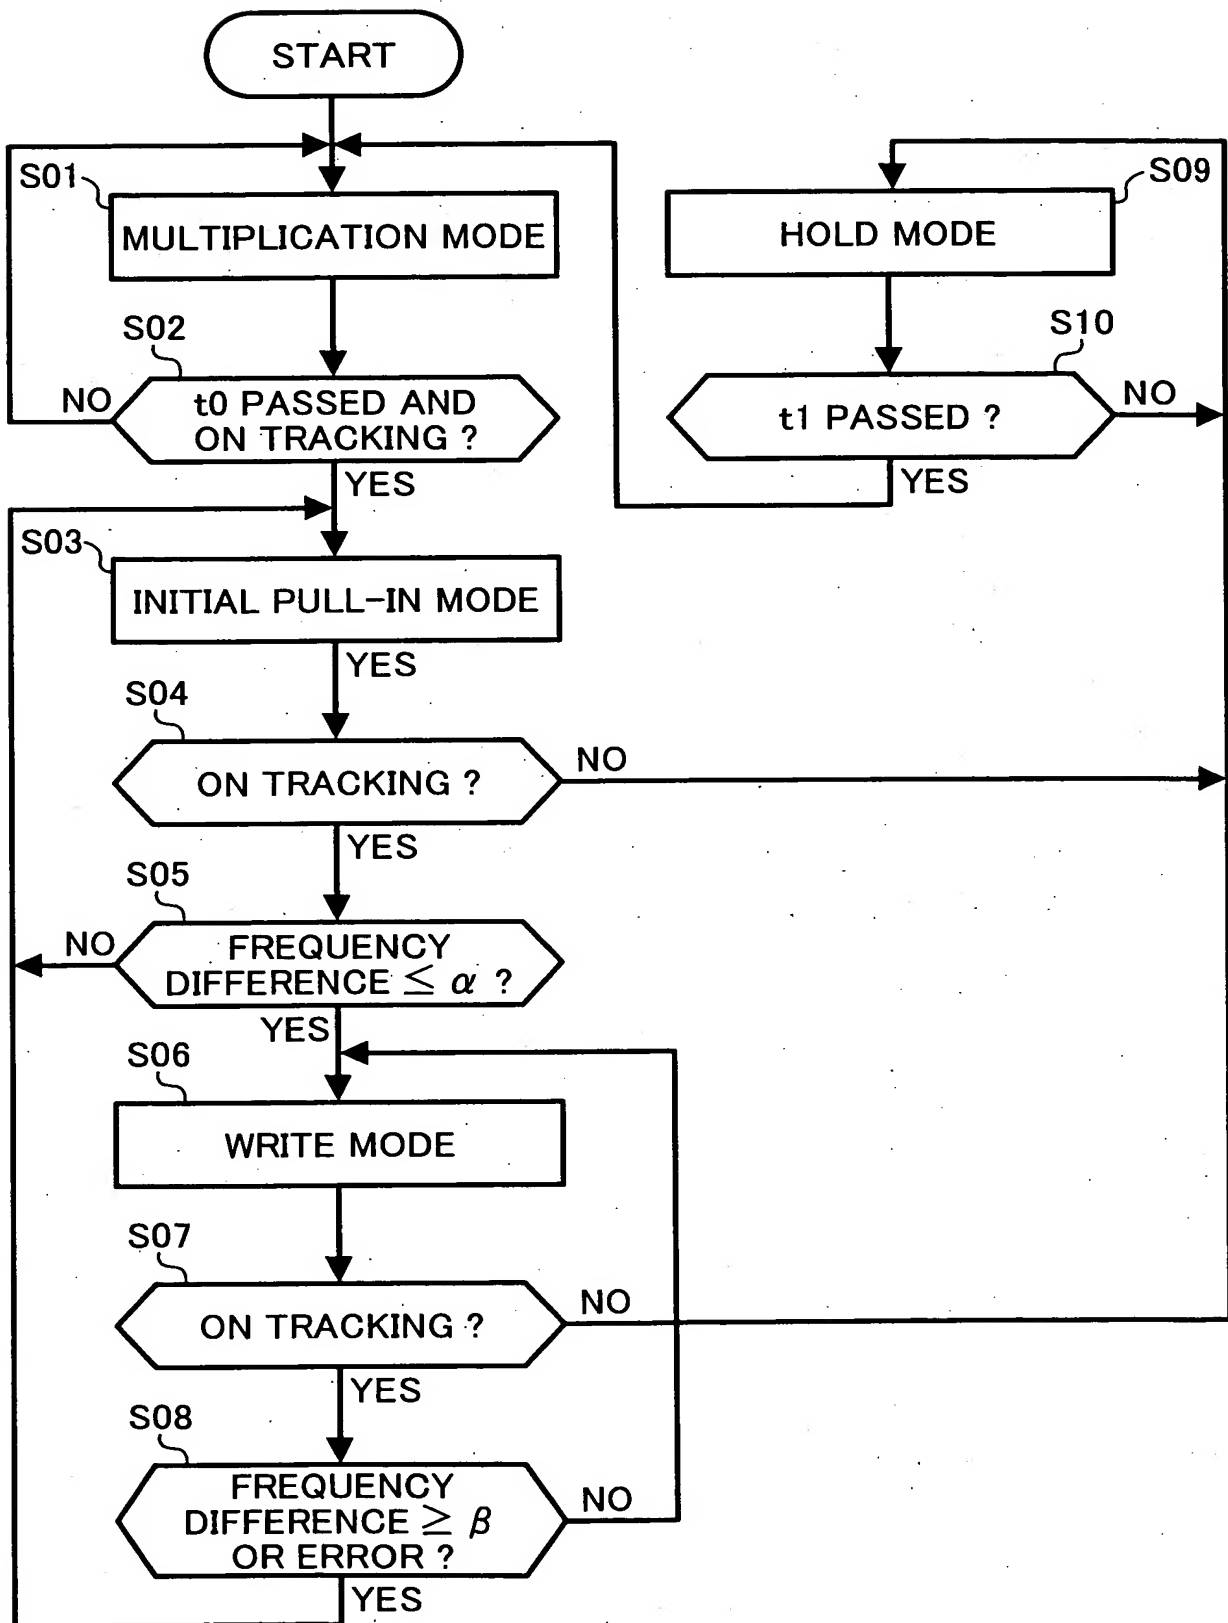 START
S01
MULTIPLICATION MODE
S09
HOLD MODE
S02
NO
t0 PASSED AND
ON TRACKING ?
YES
S10
t1 PASSED ?
NO
YES
S03
INITIAL PULL-IN MODE
YES
S04
ON TRACKING ?
NO
YES
S05
NO
FREQUENCY
DIFFERENCE ≤ α ?
YES
S06
WRITE MODE
S07
ON TRACKING ?
NO
YES
S08
FREQUENCY
DIFFERENCE ≥ β
OR ERROR ?
NO
YES